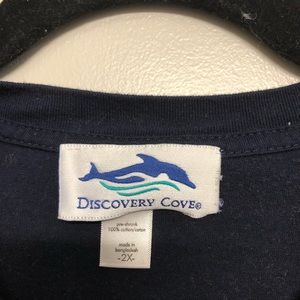 DISCOVERY COVE®
pre-shrunk
100% cotton/coton
made in
bangladesh
-2X-